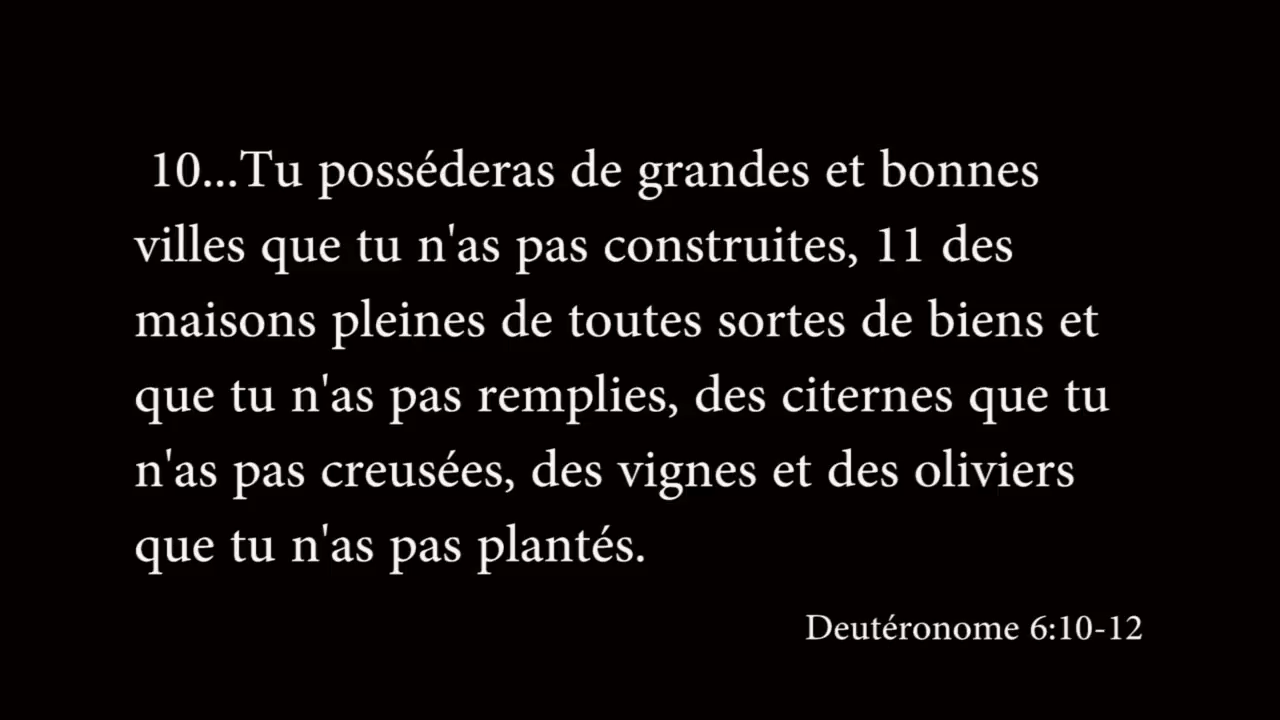 10...Tu posséderas de grandes et bonnes
villes que tu n'as pas construites, 11 des
maisons pleines de toutes sortes de biens et
que tu n'as pas remplies, des citernes que tu
n'as pas creusées, des vignes et des oliviers
que tu n'as pas plantés.
Deutéronome 6:10-12